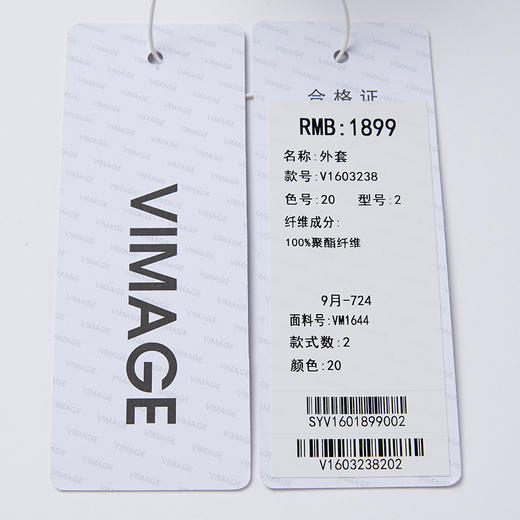 VIMAGE
合格证
RMB:1899
名称:外套
款号:V1603238
色号:20 型号:2
纤维成分:
100%聚酯纤维
9月-724
面料号:VM1644
款式数:2
颜色:20
SYV1601899002
V1603238202